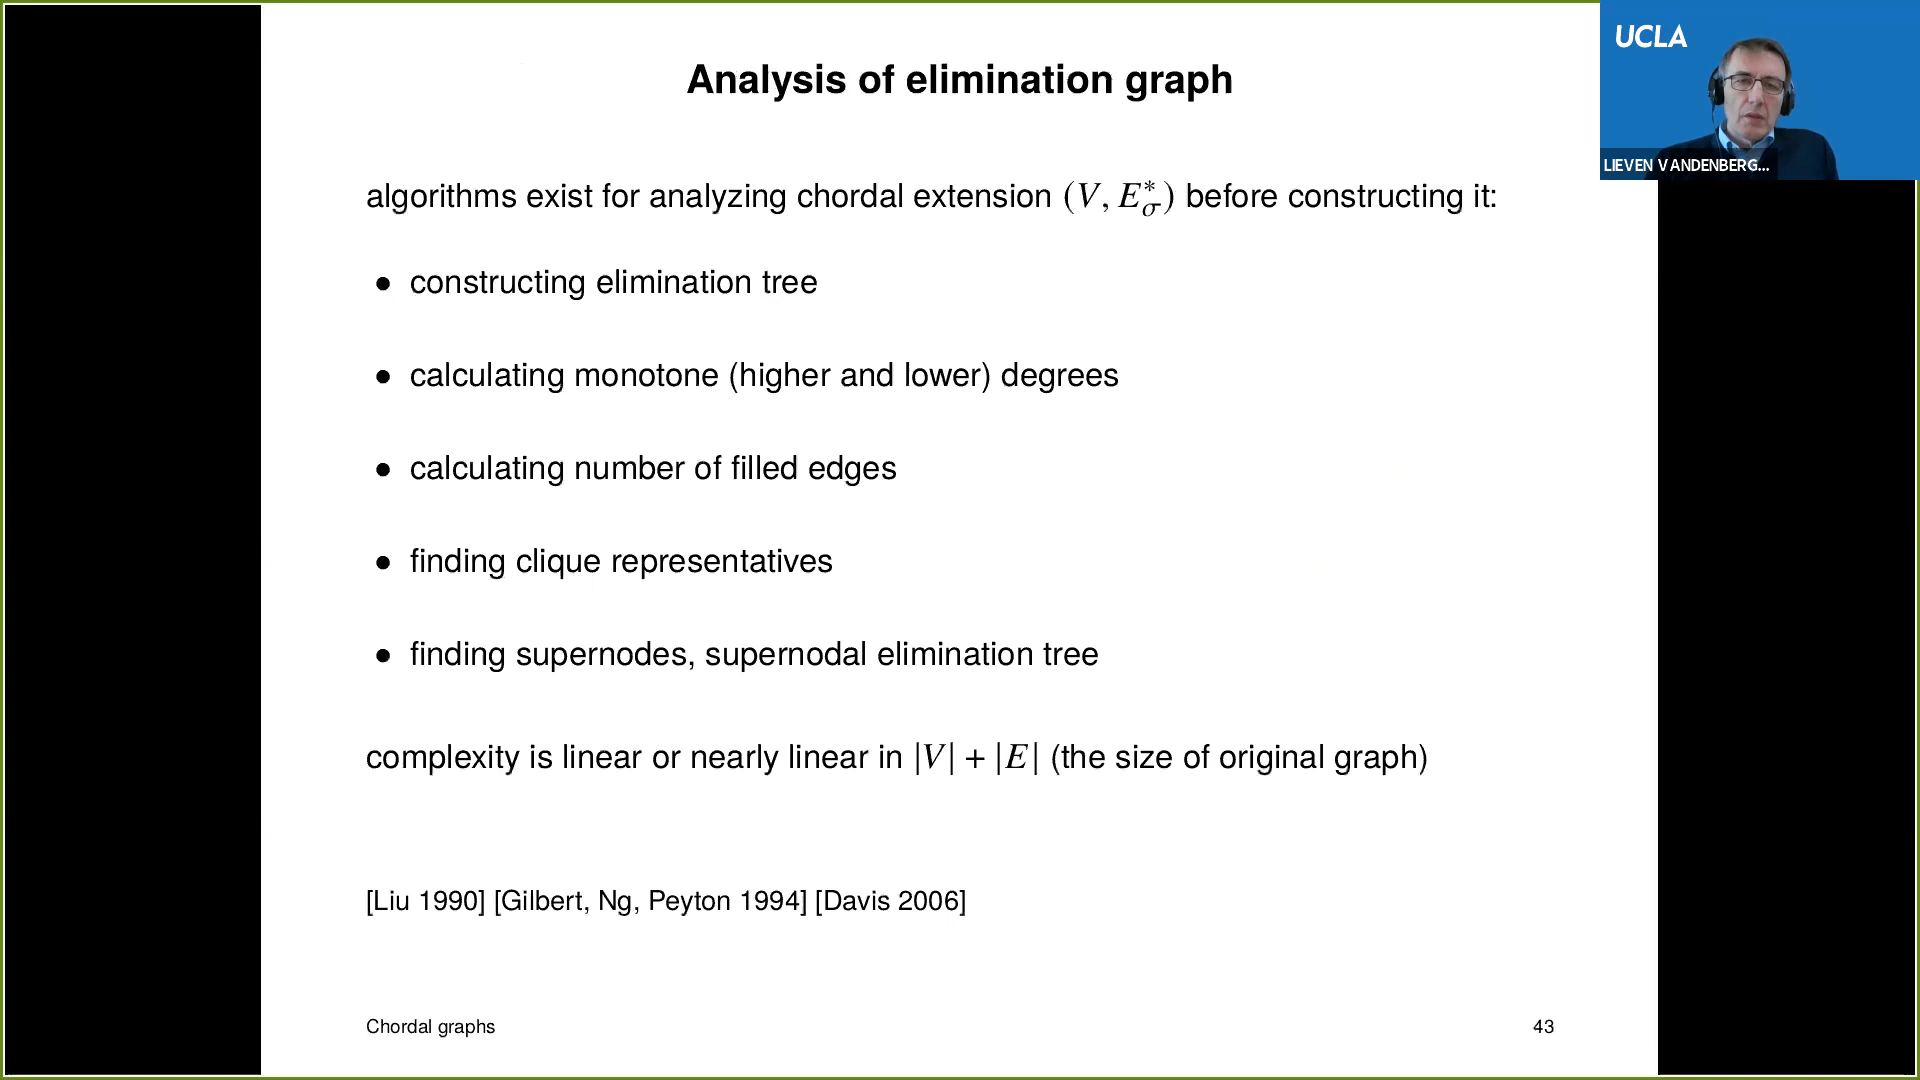 Analysis of elimination graph
UCLA
LIEVEN VANDENBERG...
algorithms exist for analyzing chordal extension (V, E*σ) before constructing it:
• constructing elimination tree
• calculating monotone (higher and lower) degrees
• calculating number of filled edges
• finding clique representatives
• finding supernodes, supernodal elimination tree
complexity is linear or nearly linear in |V| + |E| (the size of original graph)
[Liu 1990] [Gilbert, Ng, Peyton 1994] [Davis 2006]
Chordal graphs
43